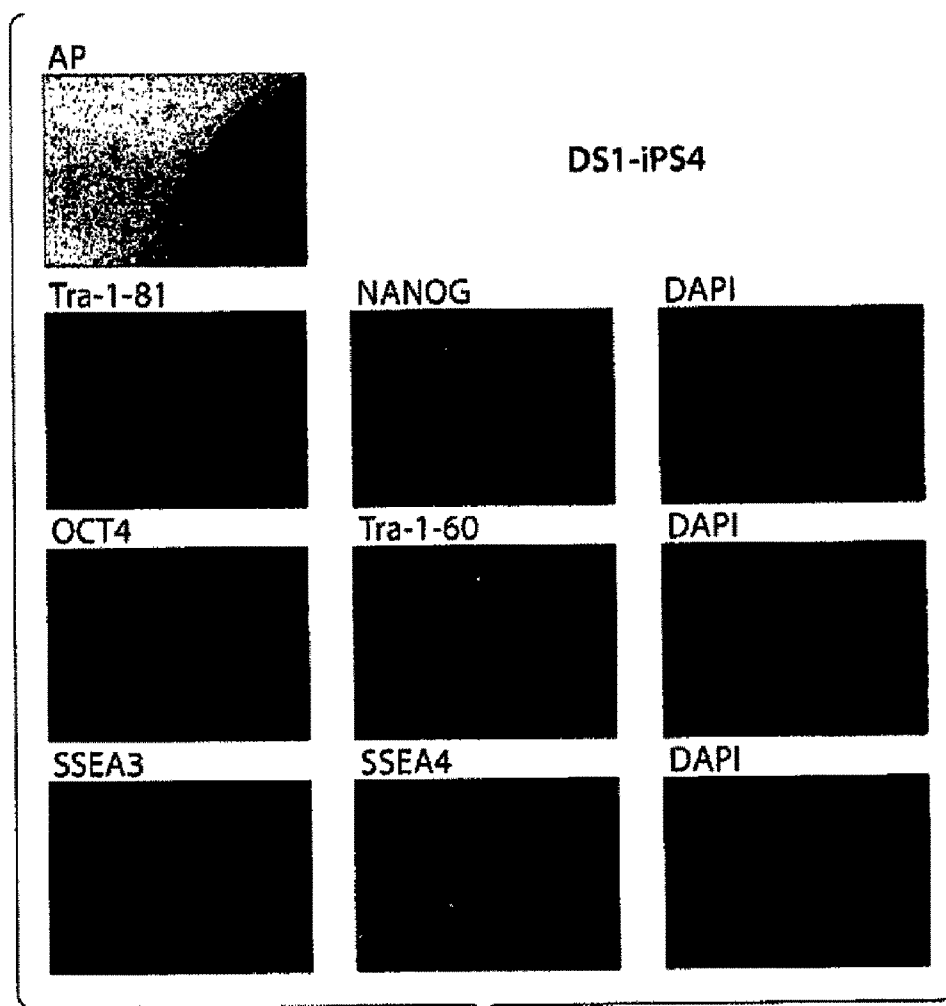 AP
DS1-iPS4
Tra-1-81 NANOG DAPI
OCT4 Tra-1-60 DAPI
SSEA3 SSEA4 DAPI